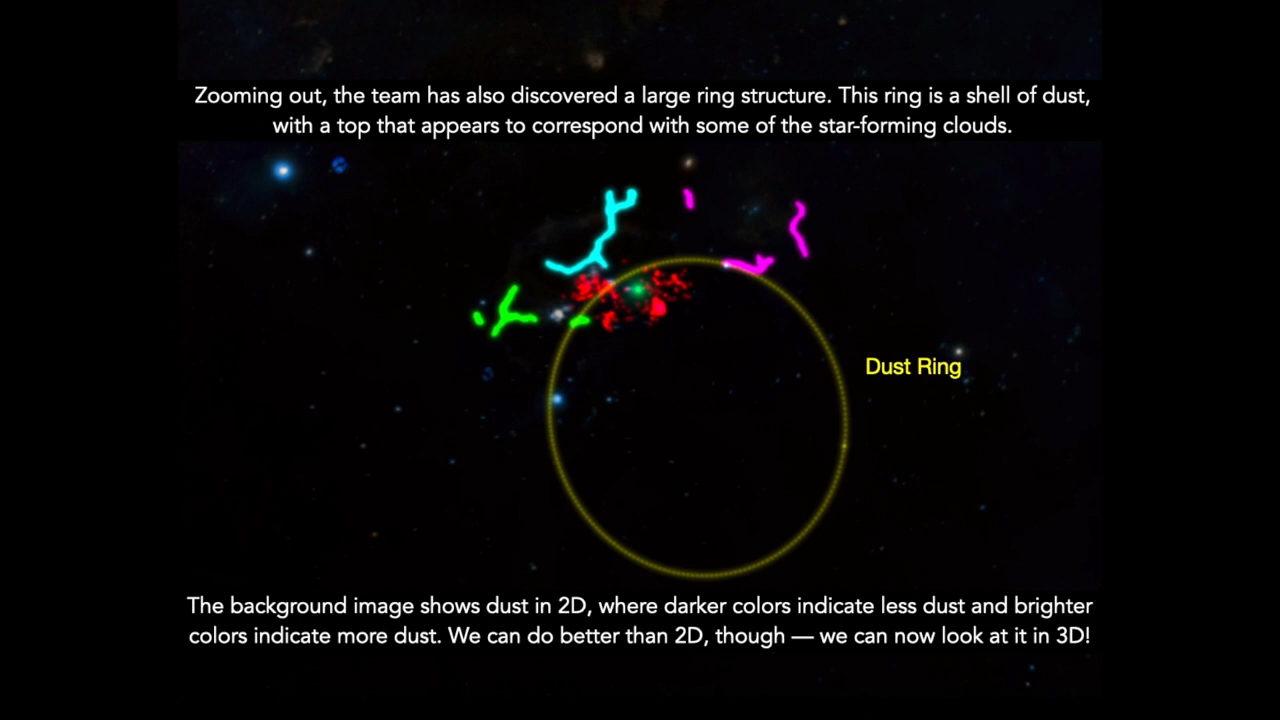 Zooming out, the team has also discovered a large ring structure. This ring is a shell of dust,
with a top that appears to correspond with some of the star-forming clouds.
Dust Ring
The background image shows dust in 2D, where darker colors indicate less dust and brighter
colors indicate more dust. We can do better than 2D, though — we can now look at it in 3D!